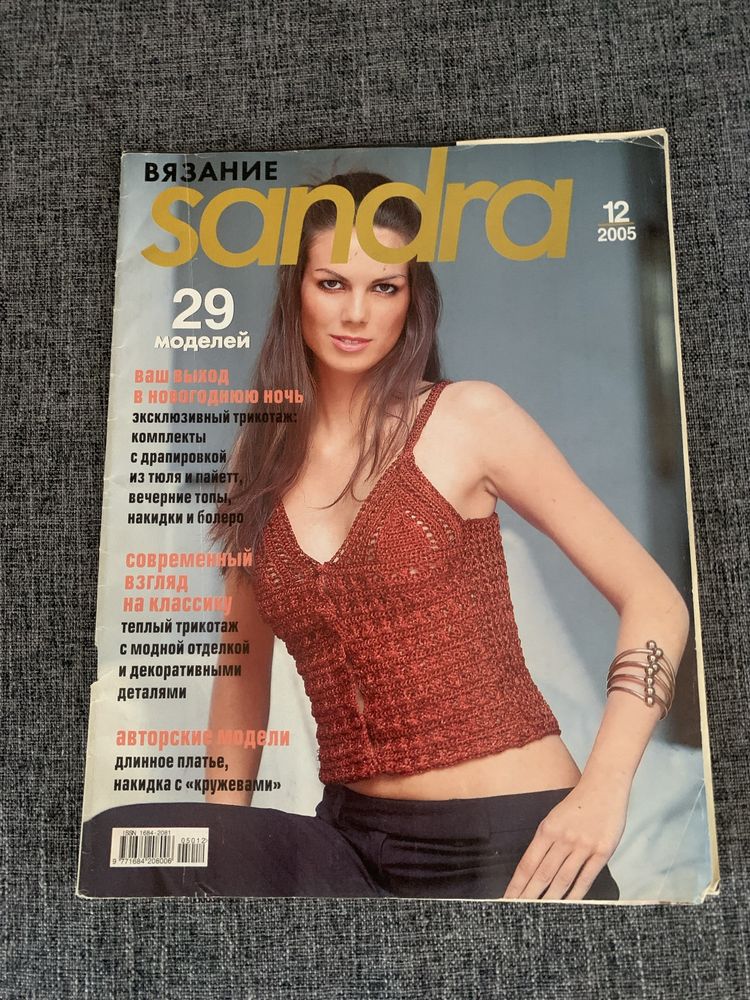 ВЯЗАНИЕ
sandra
12
2005
29
моделей
ваш выход
в новогоднюю ночь
эксклюзивный трикотаж:
комплекты
с драпировкой
из тюля и пайетт,
вечерние топы,
накидки и болеро
современный
взгляд
на классику
теплый трикотаж
с модной отделкой
и декоративными
деталями
авторские модели
длинное платье,
накидка с «кружевами»
ISSN 1684-2081
05012
9 771684 208006